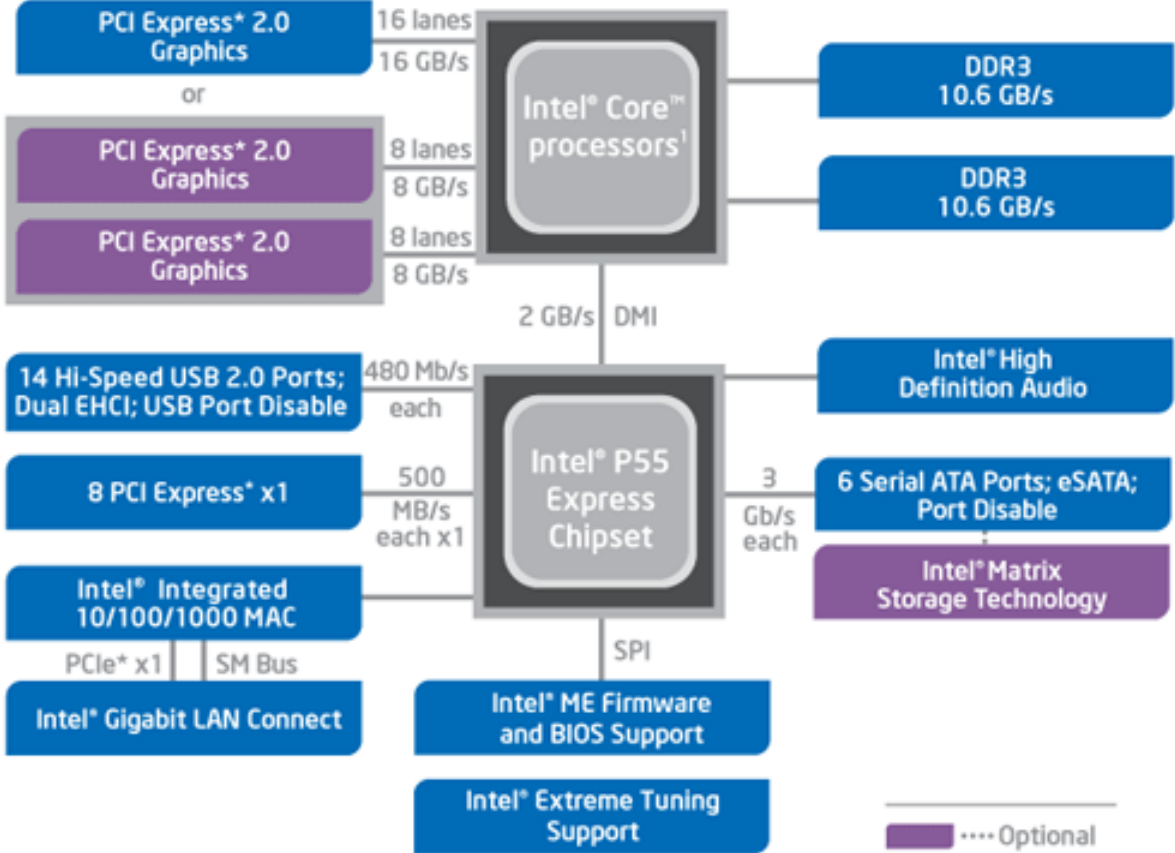 PCI Express* 2.0
Graphics
16 lanes
16 GB/s
or
PCI Express* 2.0
Graphics
8 lanes
8 GB/s
PCI Express* 2.0
Graphics
8 lanes
8 GB/s
Intel® Core™
processors¹
DDR3
10.6 GB/s
DDR3
10.6 GB/s
2 GB/s DMI
14 Hi-Speed USB 2.0 Ports;
Dual EHCI; USB Port Disable
480 Mb/s
each
8 PCI Express* x1
500
MB/s
each x1
Intel® Integrated
10/100/1000 MAC
PCIe* x1
SM Bus
Intel® Gigabit LAN Connect
Intel® P55
Express
Chipset
Intel® High
Definition Audio
3
Gb/s
each
6 Serial ATA Ports; eSATA;
Port Disable
Intel® Matrix
Storage Technology
SPI
Intel® ME Firmware
and BIOS Support
Intel® Extreme Tuning
Support
Optional